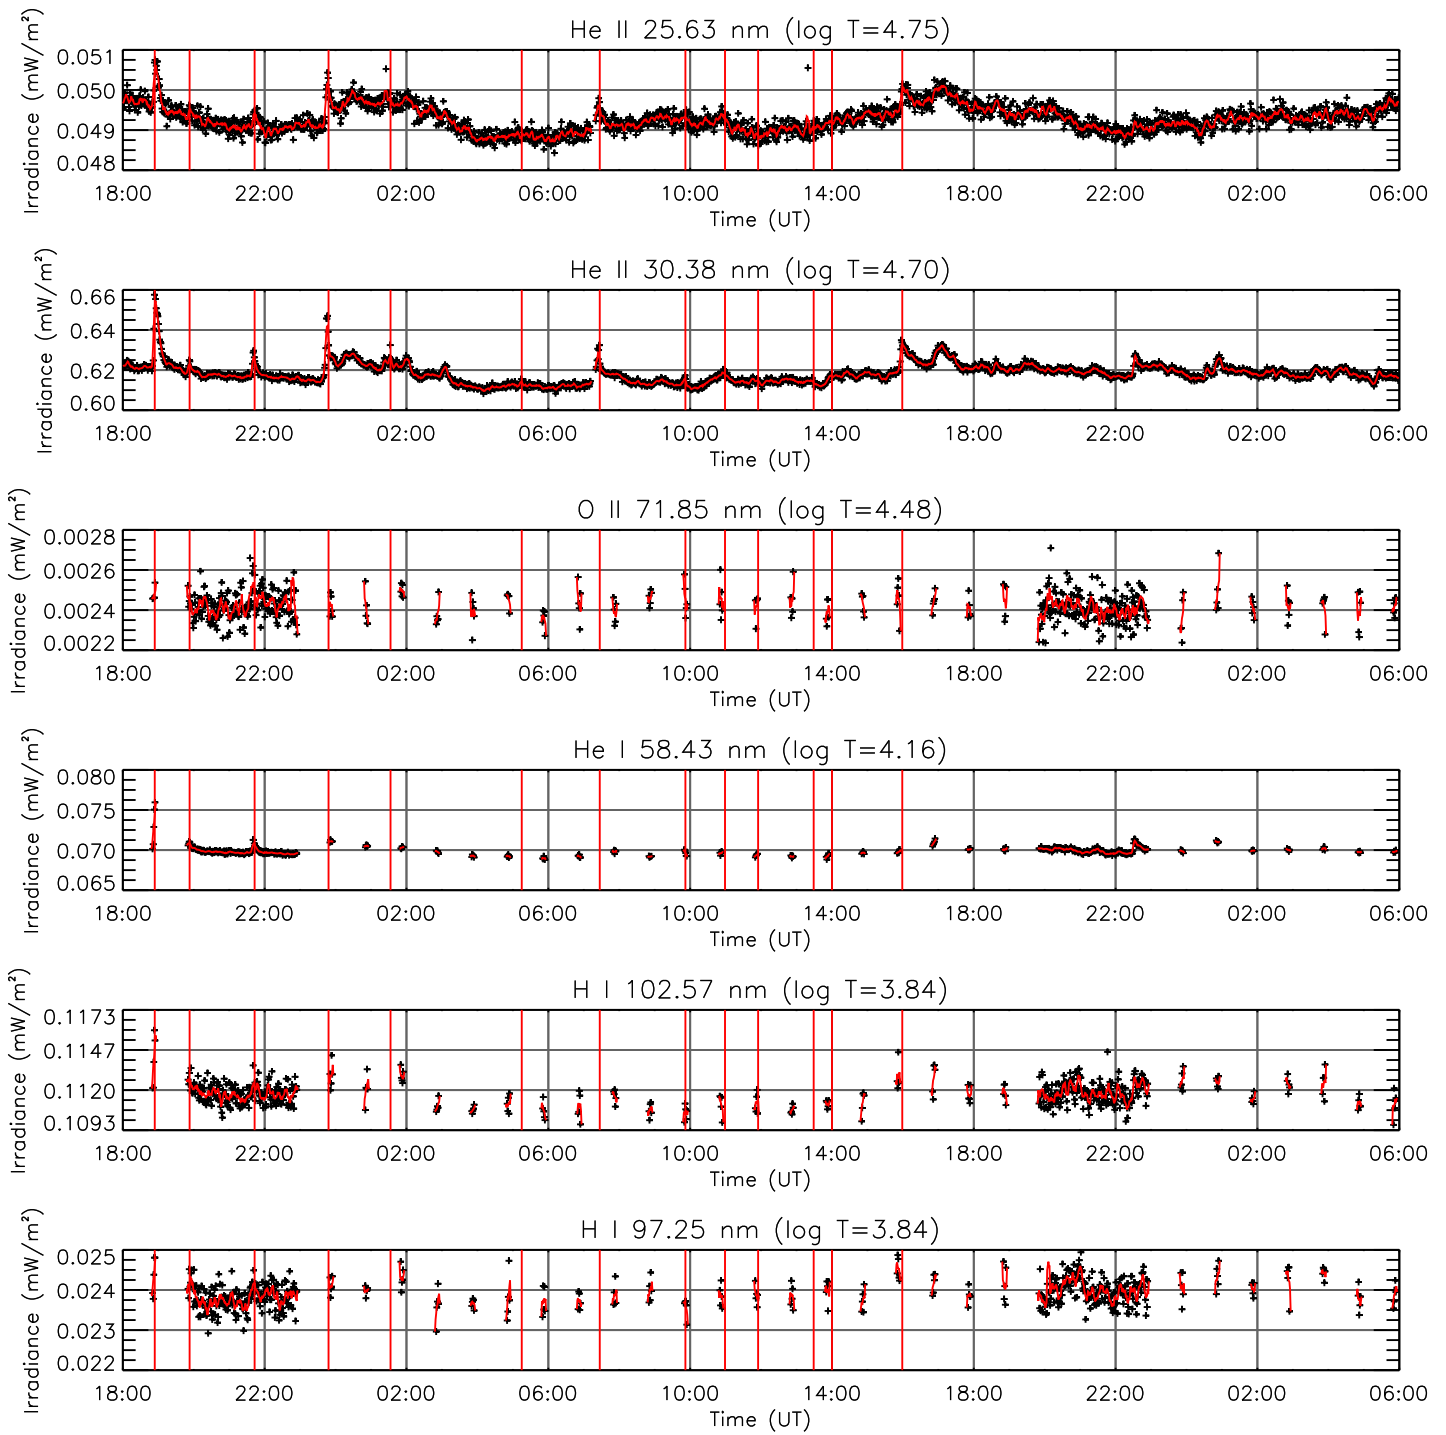 He II 25.63 nm (log T=4.75)
Irradiance (mW/m²)
0.051
0.050
0.049
0.048
18:00 22:00 02:00 06:00 10:00 14:00 18:00 22:00 02:00 06:00
Time (UT)
He II 30.38 nm (log T=4.70)
Irradiance (mW/m²)
0.66
0.64
0.62
0.60
18:00 22:00 02:00 06:00 10:00 14:00 18:00 22:00 02:00 06:00
Time (UT)
O II 71.85 nm (log T=4.48)
Irradiance (mW/m²)
0.0028
0.0026
0.0024
0.0022
18:00 22:00 02:00 06:00 10:00 14:00 18:00 22:00 02:00 06:00
Time (UT)
He I 58.43 nm (log T=4.16)
Irradiance (mW/m²)
0.080
0.075
0.070
0.065
18:00 22:00 02:00 06:00 10:00 14:00 18:00 22:00 02:00 06:00
Time (UT)
H I 102.57 nm (log T=3.84)
Irradiance (mW/m²)
0.1173
0.1147
0.1120
0.1093
18:00 22:00 02:00 06:00 10:00 14:00 18:00 22:00 02:00 06:00
Time (UT)
H I 97.25 nm (log T=3.84)
Irradiance (mW/m²)
0.025
0.024
0.023
0.022
18:00 22:00 02:00 06:00 10:00 14:00 18:00 22:00 02:00 06:00
Time (UT)